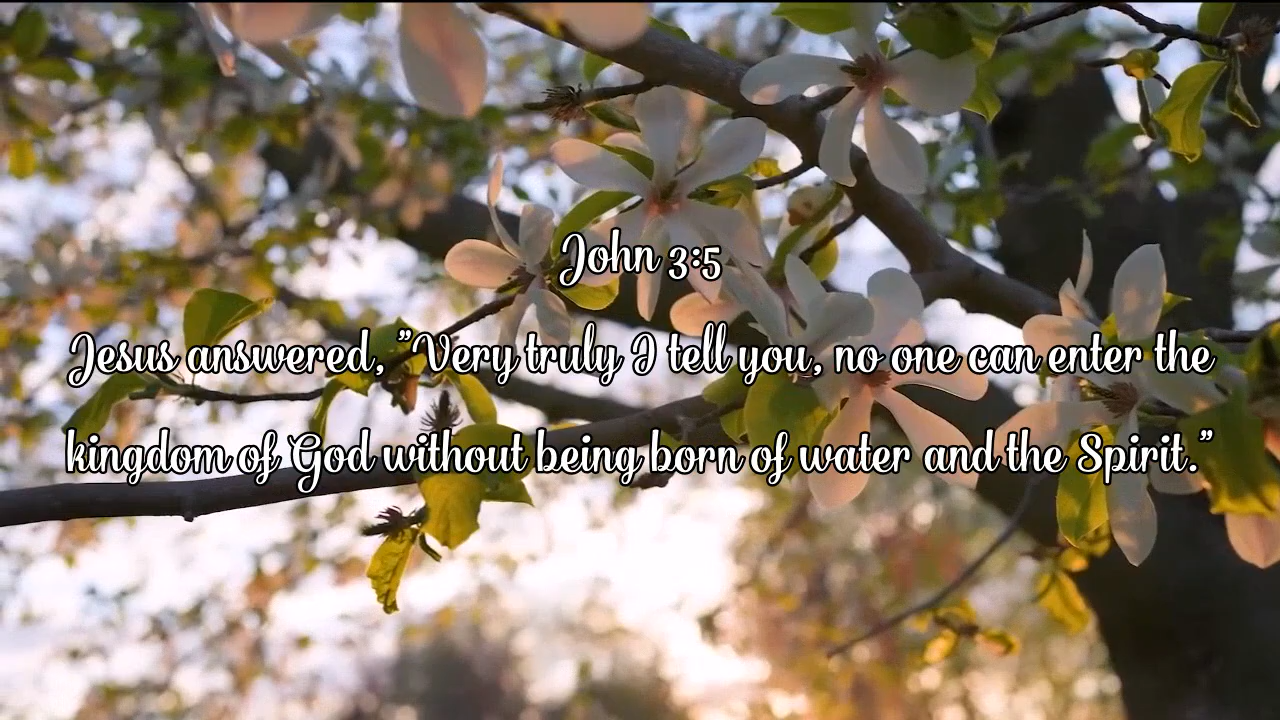 John 3:5
Jesus answered, "Very truly I tell you, no one can enter the
kingdom of God without being born of water and the Spirit."